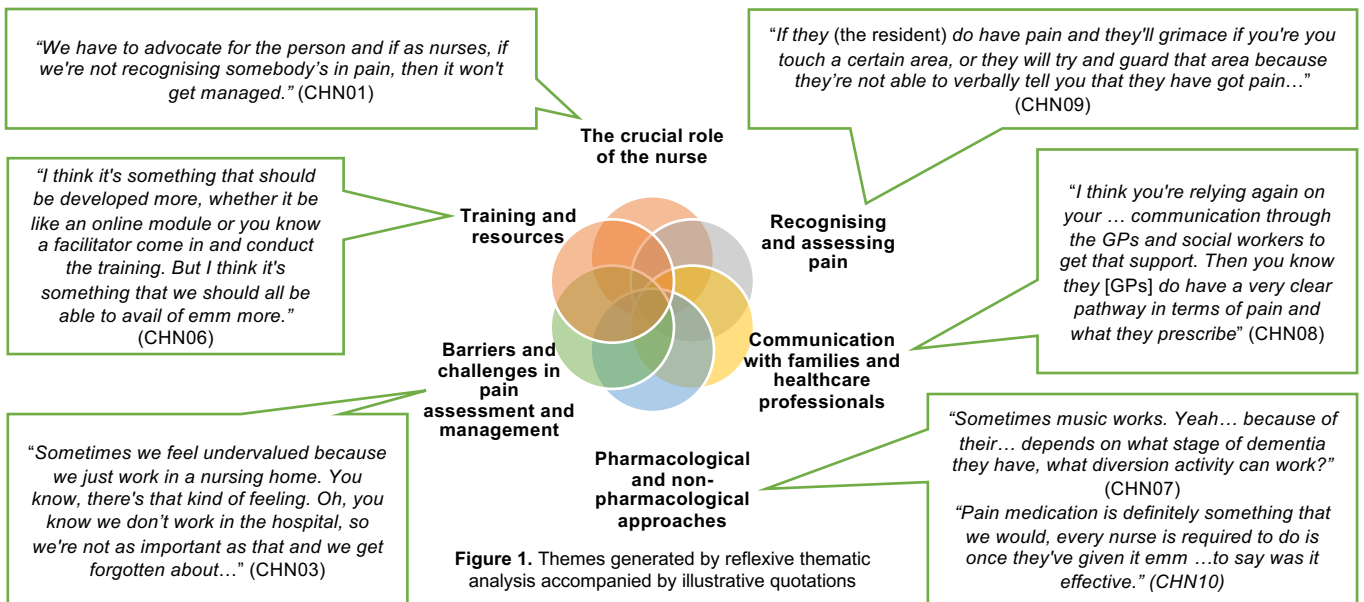 “We have to advocate for the person and if as nurses, if
we're not recognising somebody’s in pain, then it won't
get managed.” (CHN01)
“If they (the resident) do have pain and they'll grimace if you're you
touch a certain area, or they will try and guard that area because
they’re not able to verbally tell you that they have got pain…”
(CHN09)
The crucial role
of the nurse
“I think it's something that should
be developed more, whether it be
like an online module or you know
a facilitator come in and conduct
the training. But I think it's
something that we should all be
able to avail of emm more.”
(CHN06)
Training and
resources
Recognising
and assessing
pain
“I think you're relying again on
your … communication through
the GPs and social workers to
get that support. Then you know
they [GPs] do have a very clear
pathway in terms of pain and
what they prescribe” (CHN08)
Barriers and
challenges in
pain
assessment and
management
Communication
with families and
healthcare
professionals
“Sometimes we feel undervalued because
we just work in a nursing home. You
know, there's that kind of feeling. Oh, you
know we don’t work in the hospital, so
we're not as important as that and we get
forgotten about…” (CHN03)
Pharmacological
and non-
pharmacological
approaches
“Sometimes music works. Yeah… because of
their… depends on what stage of dementia
they have, what diversion activity can work?”
(CHN07)
“Pain medication is definitely something that
we would, every nurse is required to do is
once they've given it emm …to say was it
effective.” (CHN10)
Figure 1. Themes generated by reflexive thematic
analysis accompanied by illustrative quotations